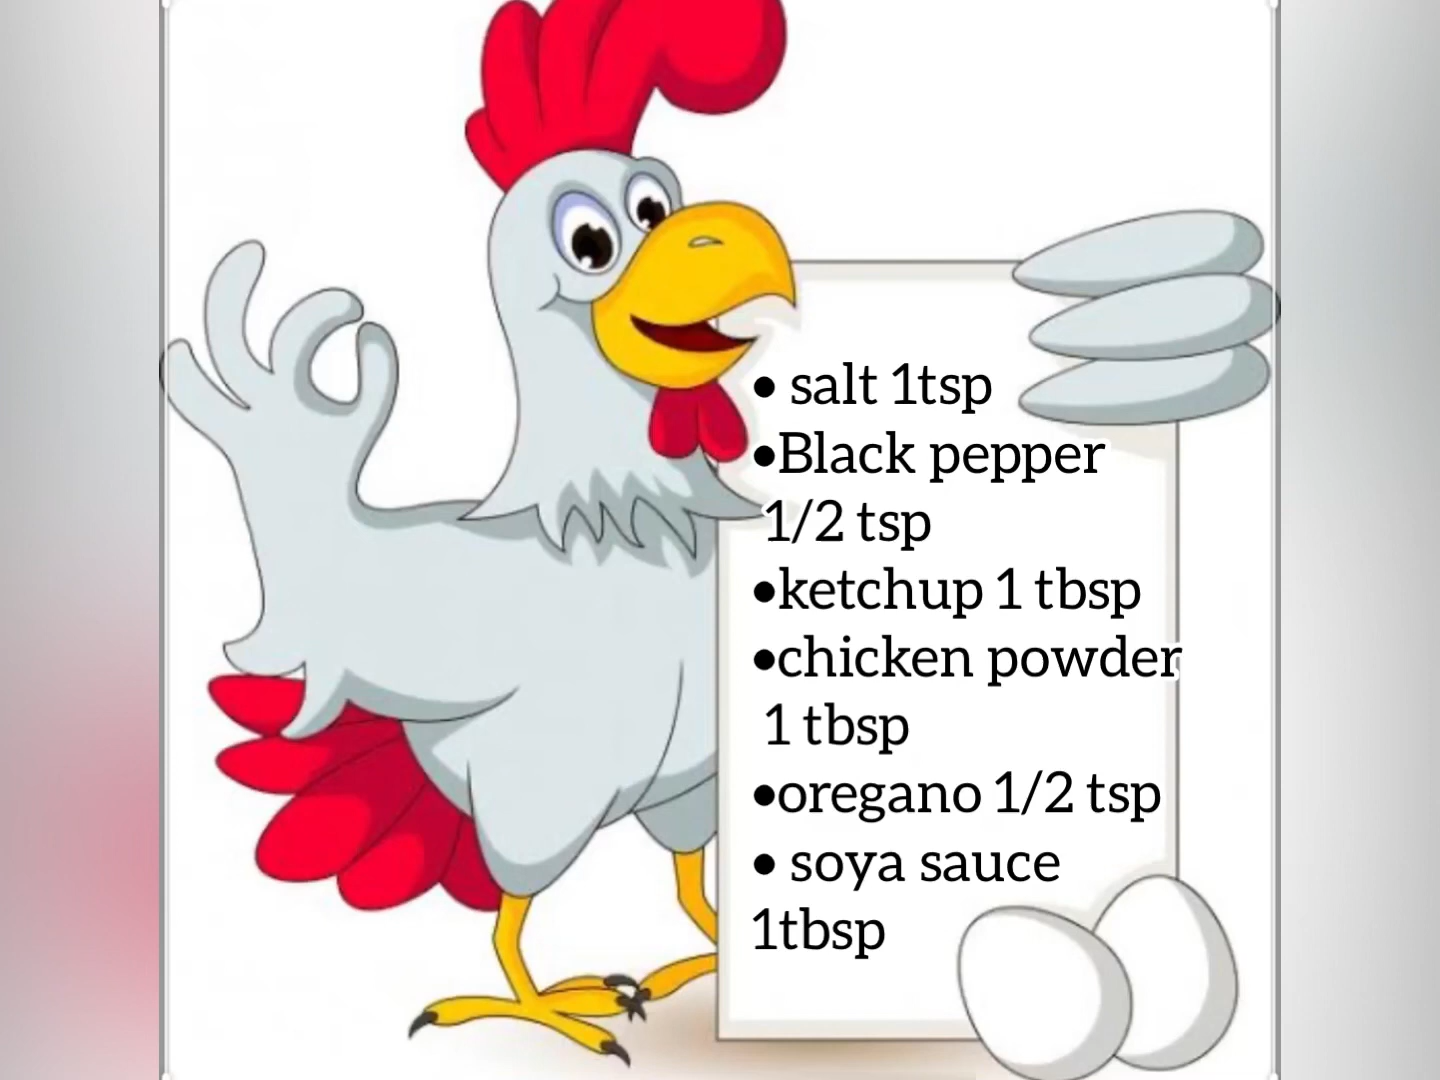 • salt 1tsp
•Black pepper
1/2 tsp
•ketchup 1 tbsp
•chicken powder
1 tbsp
•oregano 1/2 tsp
• soya sauce
1tbsp